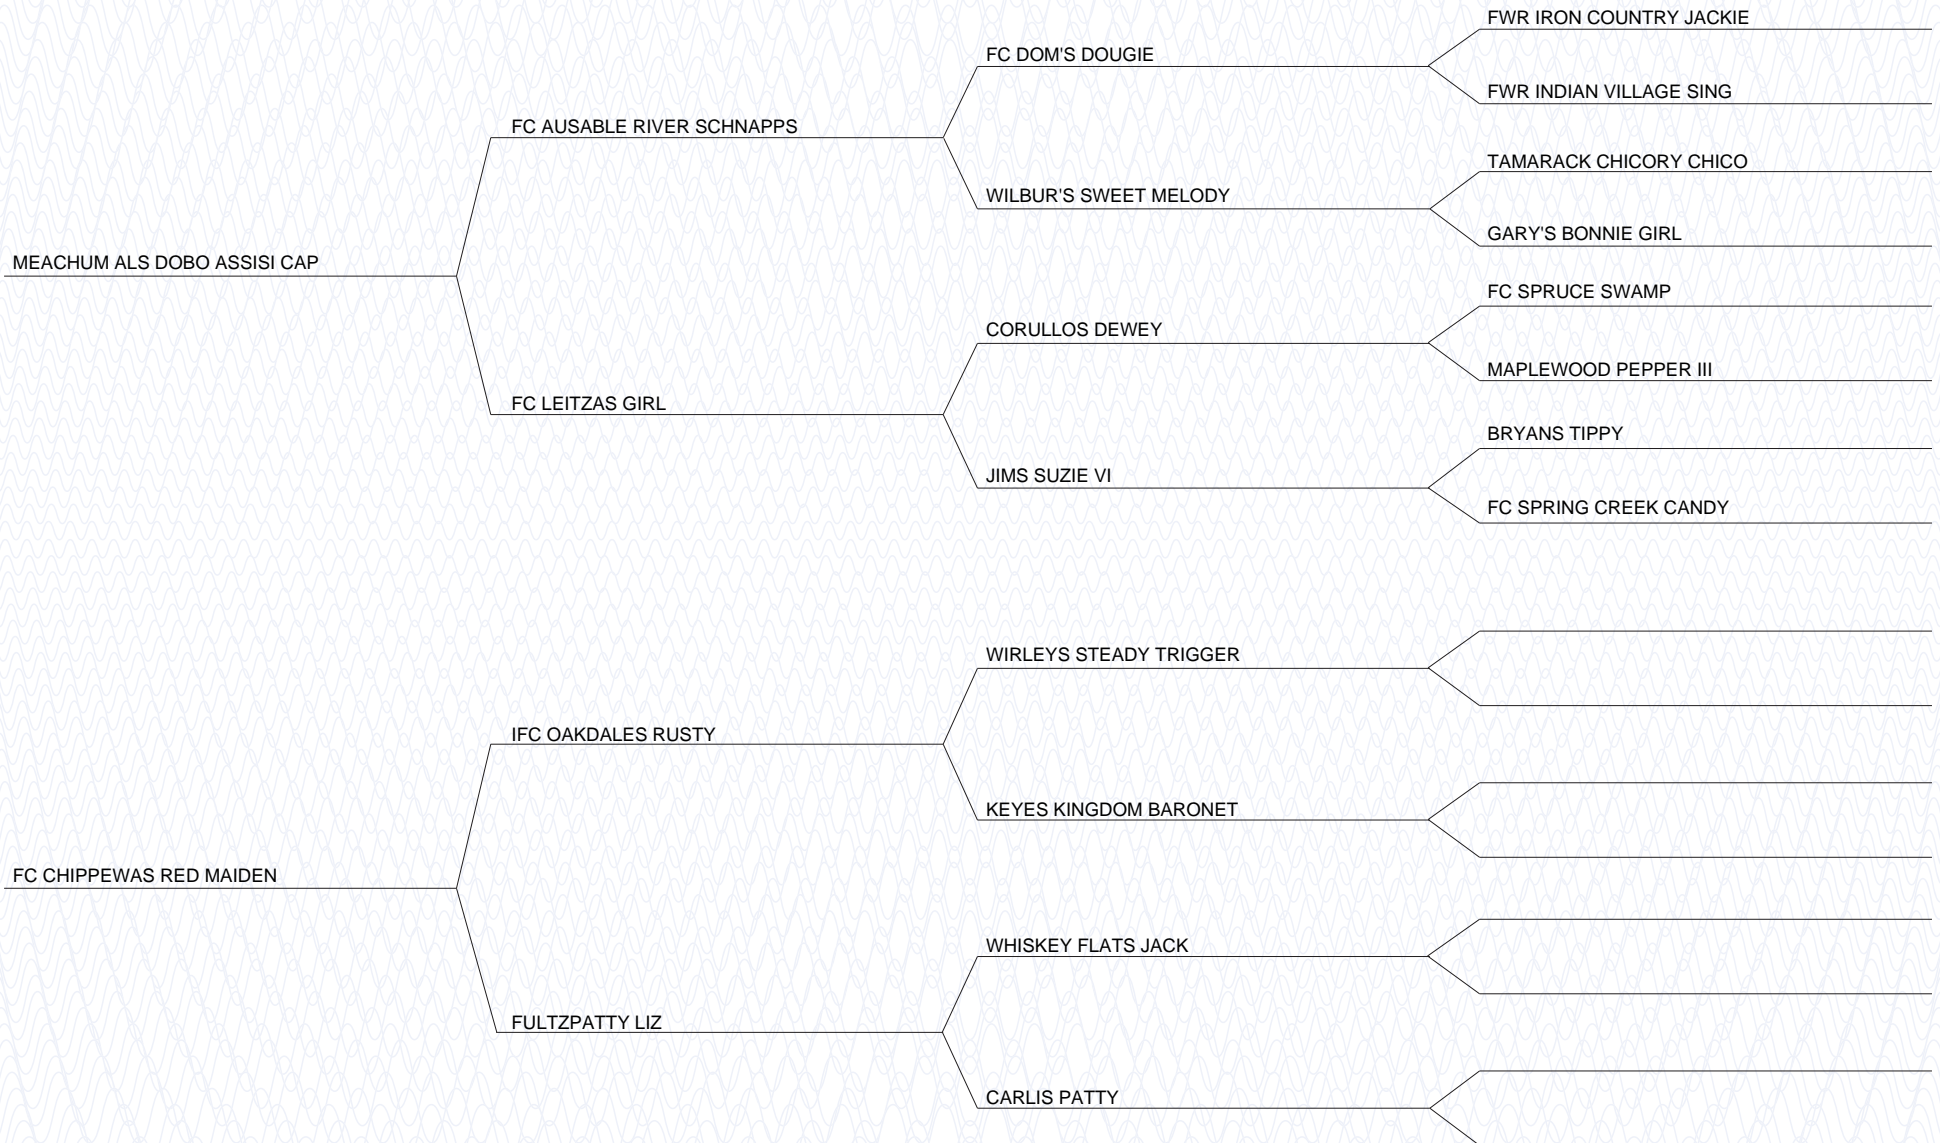 FWR IRON COUNTRY JACKIE
FC DOM'S DOUGIE
FWR INDIAN VILLAGE SING
FC AUSABLE RIVER SCHNAPPS
TAMARACK CHICORY CHICO
WILBUR'S SWEET MELODY
GARY'S BONNIE GIRL
MEACHUM ALS DOBO ASSISI CAP
FC SPRUCE SWAMP
CORULLOS DEWEY
MAPLEWOOD PEPPER III
FC LEITZAS GIRL
BRYANS TIPPY
JIMS SUZIE VI
FC SPRING CREEK CANDY
WIRLEYS STEADY TRIGGER
IFC OAKDALES RUSTY
KEYES KINGDOM BARONET
FC CHIPPEWAS RED MAIDEN
WHISKEY FLATS JACK
FULTZPATTY LIZ
CARLIS PATTY